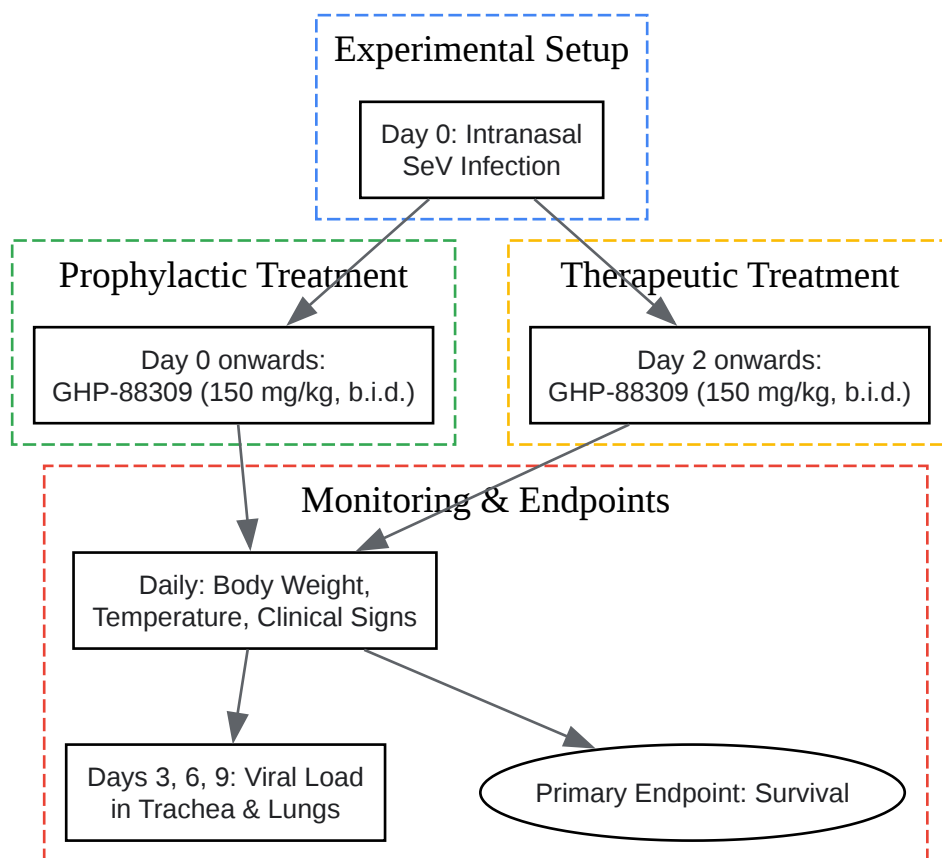 Experimental Setup
Day 0: Intranasal
SeV Infection
Prophylactic Treatment
Day 0 onwards:
GHP-88309 (150 mg/kg, b.i.d.)
Therapeutic Treatment
Day 2 onwards:
GHP-88309 (150 mg/kg, b.i.d.)
Monitoring & Endpoints
Daily: Body Weight,
Temperature, Clinical Signs
Days 3, 6, 9: Viral Load
in Trachea & Lungs
Primary Endpoint: Survival